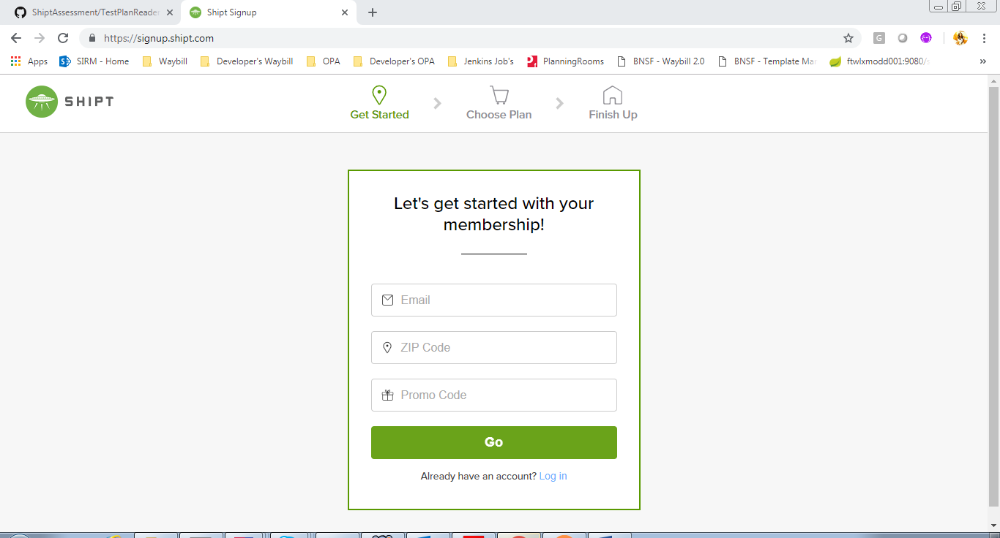 ShiptAssessment/TestPlanReader
Shipt Signup
https://signup.shipt.com
G
Apps
SIRM - Home
Waybill
Developer's Waybill
OPA
Developer's OPA
Jenkins Job's
PlanningRooms
BNSF - Waybill 2.0
BNSF - Template Mar
ftwlxmodd001:9080/s
»
SHIPT
Get Started
Choose Plan
Finish Up
Let's get started with your
membership!
Email
ZIP Code
Promo Code
Go
Already have an account? Log in